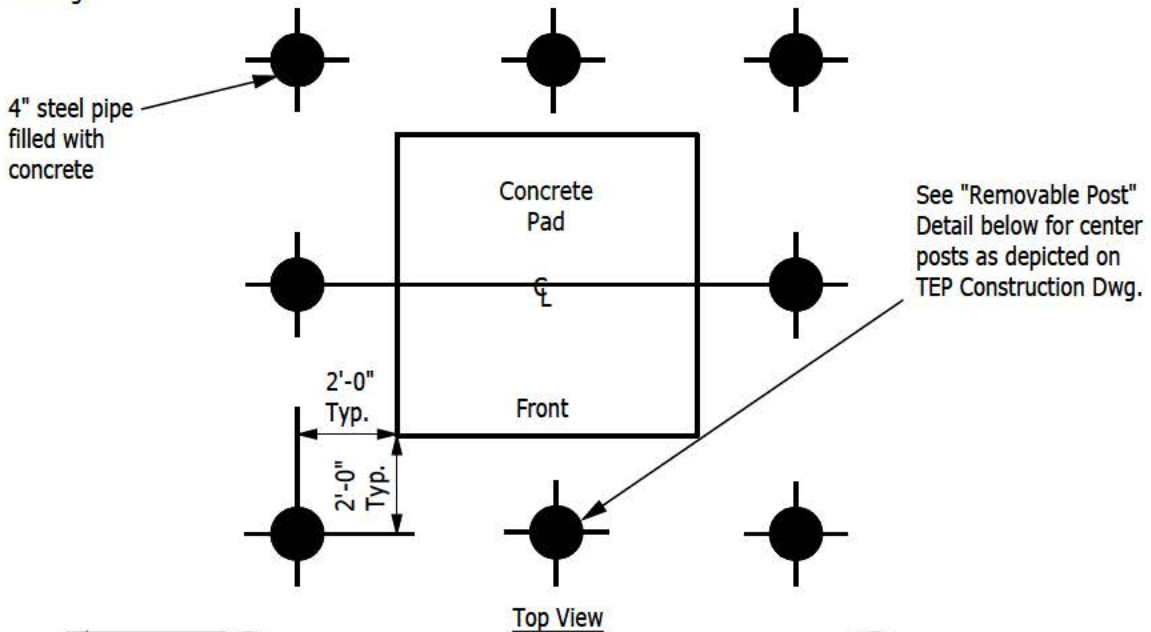 4" steel pipe
filled with
concrete
Concrete
Pad
See "Removable Post"
Detail below for center
posts as depicted on
TEP Construction Dwg.
℄
2'-0"
Typ.
Front
2'-0"
Typ.
Top View